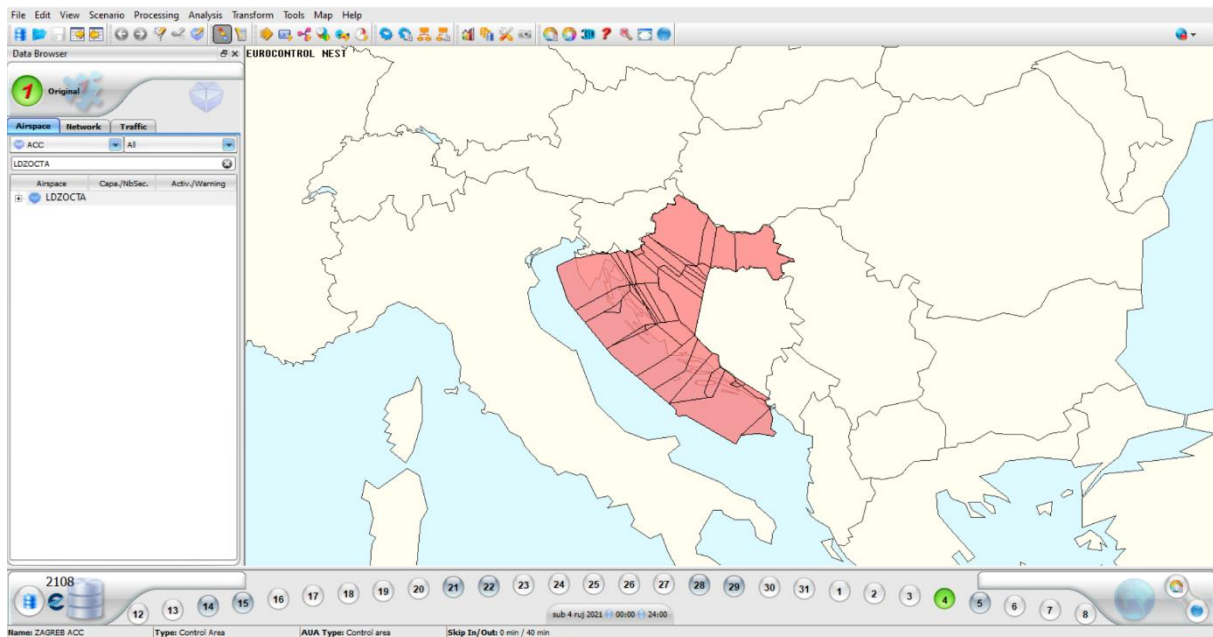 File Edit View Scenario Processing Analysis Transform Tools Map Help
Data Browser
EUROCONTROL NEST
1 Original
Airspace Network Traffic
ACC All
LDZOCTA
Airspace Capa./NbSec. Activ./Warning
LDZOCTA
2108
12 13 14 15 16 17 18 19 20 21 22 23 24 25 26 27 28 29 30 31 1 2 3 4 5 6 7 8
sub 4 ruj 2021 00:00 24:00
Name: ZAGREB ACC Type: Control Area AUA Type: Control area Skip In/Out: 0 min / 40 min